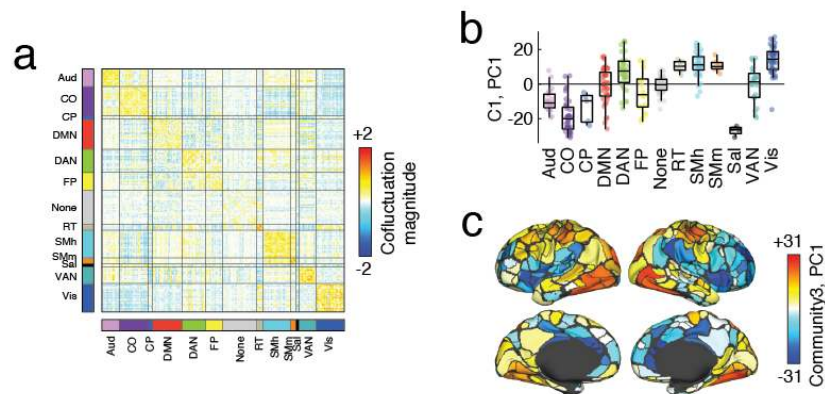 a
Aud
CO
CP
DMN
DAN
FP
None
RT
SMh
SMm
Sal
VAN
Vis
Aud
CO
CP
DMN
DAN
FP
None
RT
SMh
SMm
Sal
VAN
Vis
+2
-2
Cofluctuation
magnitude
b
C1, PC1
20
0
-20
Aud
CO
CP
DMN
DAN
FP
None
RT
SMh
SMm
Sal
VAN
Vis
c
+31
-31
Community3, PC1